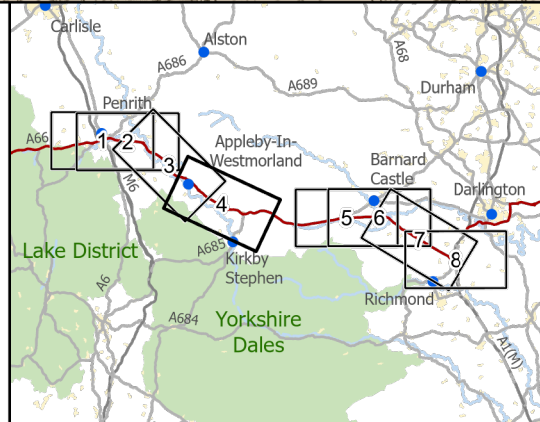 Carlisle
Alston
A68
A686
A689
Durham
Penrith
A66
1
2
Appleby-In-
Westmorland
3
Barnard
Castle
M6
Darlington
4
5
6
7
8
Lake District
A685
Kirkby
Stephen
A6
Richmond
A684
Yorkshire
Dales
A1(M)